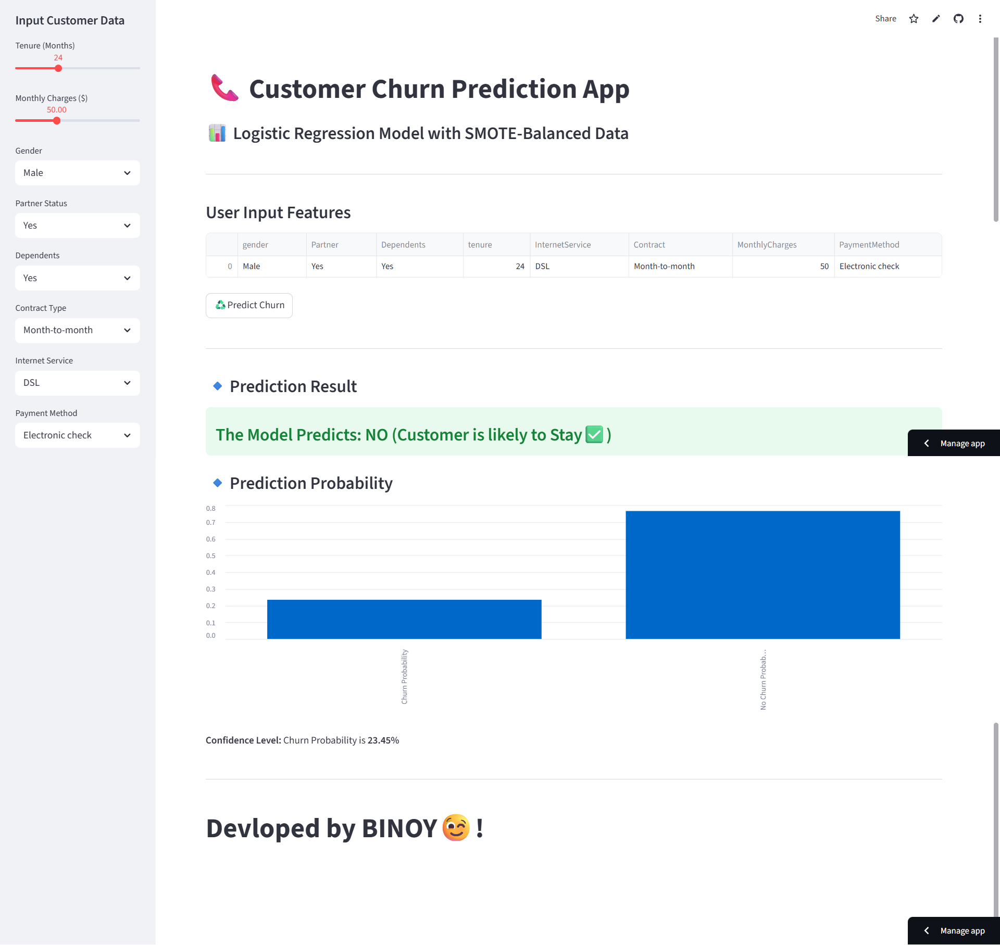 Input Customer Data
Tenure (Months)
24
Monthly Charges ($)
50.00
Gender
Male
Partner Status
Yes
Dependents
Yes
Contract Type
Month-to-month
Internet Service
DSL
Payment Method
Electronic check
Share
📞 Customer Churn Prediction App
📊 Logistic Regression Model with SMOTE-Balanced Data
User Input Features
gender Partner Dependents tenure InternetService Contract MonthlyCharges PaymentMethod
0 Male Yes Yes 24 DSL Month-to-month 50 Electronic check
♻️Predict Churn
🔹 Prediction Result
The Model Predicts: NO (Customer is likely to Stay ✅ )
Manage app
🔹 Prediction Probability
0.8
0.7
0.6
0.5
0.4
0.3
0.2
0.1
0.0
Churn Probability
No Churn Probab…
Confidence Level: Churn Probability is 23.45%
Devloped by BINOY 😉 !
Manage app